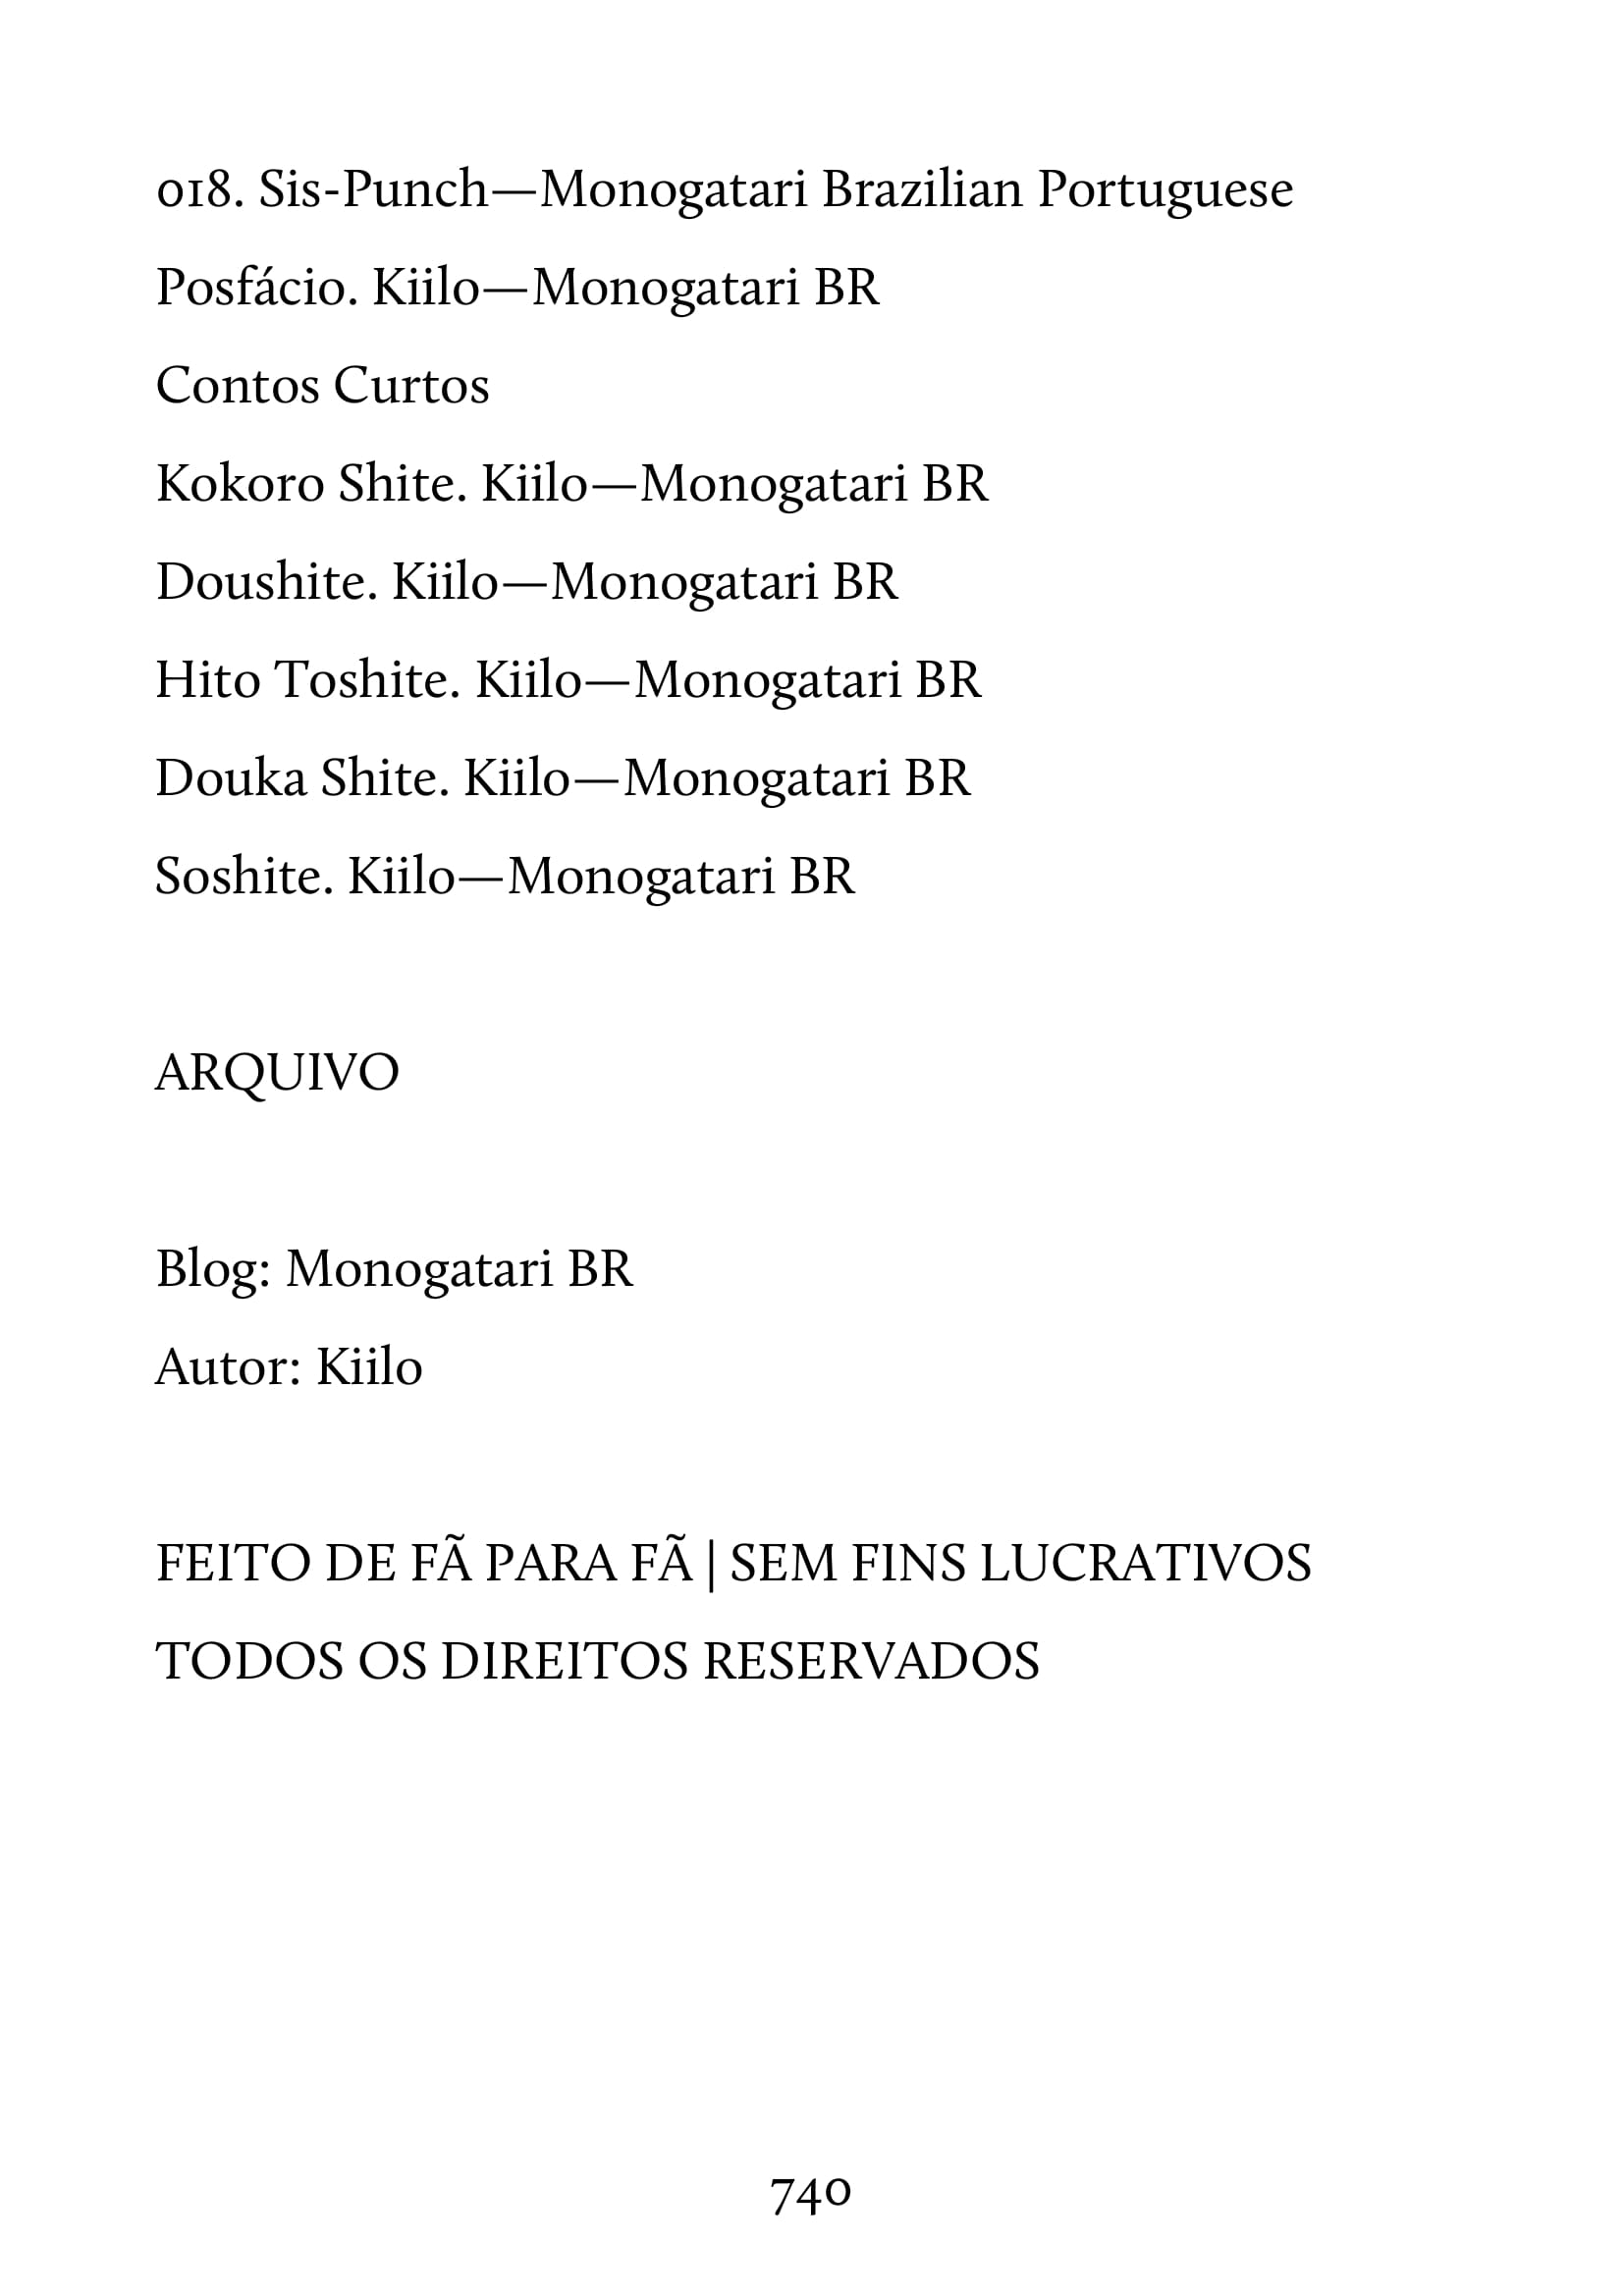 018. Sis-Punch—Monogatari Brazilian Portuguese
Posfácio. Kiilo—Monogatari BR
Contos Curtos
Kokoro Shite. Kiilo—Monogatari BR
Doushite. Kiilo—Monogatari BR
Hito Toshite. Kiilo—Monogatari BR
Douka Shite. Kiilo—Monogatari BR
Soshite. Kiilo—Monogatari BR
ARQUIVO
Blog: Monogatari BR
Autor: Kiilo
FEITO DE FÃ PARA FÃ | SEM FINS LUCRATIVOS
TODOS OS DIREITOS RESERVADOS
740